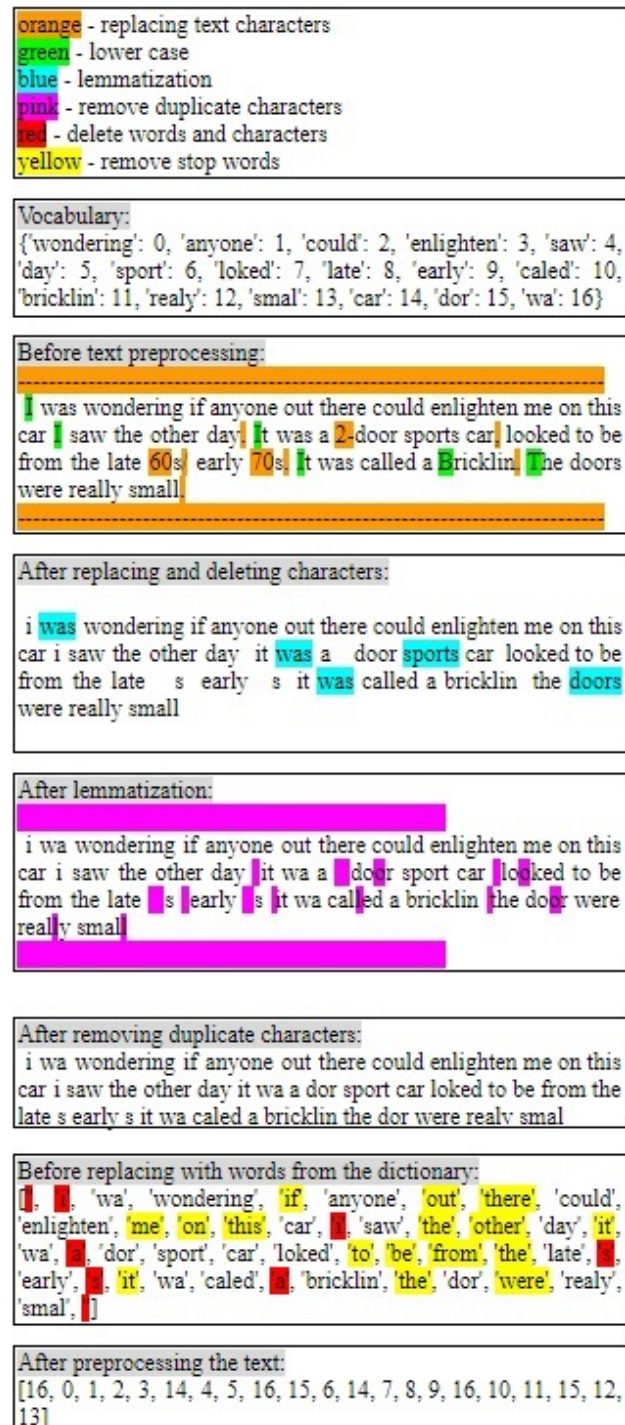 orange - replacing text characters
green - lower case
blue - lemmatization
pink - remove duplicate characters
red - delete words and characters
yellow - remove stop words
Vocabulary:
{'wondering': 0, 'anyone': 1, 'could': 2, 'enlighten': 3, 'saw': 4,
'day': 5, 'sport': 6, 'loked': 7, 'late': 8, 'early': 9, 'caled': 10,
'bricklin': 11, 'realy': 12, 'smal': 13, 'car': 14, 'dor': 15, 'wa': 16}
Before text preprocessing:
---------------------------------------------------------------------------
I was wondering if anyone out there could enlighten me on this
car I saw the other day. It was a 2-door sports car, looked to be
from the late 60s/ early 70s. It was called a Bricklin. The doors
were really small.
---------------------------------------------------------------------------
After replacing and deleting characters:
i was wondering if anyone out there could enlighten me on this
car i saw the other day it was a door sports car looked to be
from the late s early s it was called a bricklin the doors
were really small
After lemmatization:
i wa wondering if anyone out there could enlighten me on this
car i saw the other day it wa a door sport car looked to be
from the late s early s it wa called a bricklin the door were
really small
After removing duplicate characters:
i wa wondering if anyone out there could enlighten me on this
car i saw the other day it wa a dor sport car loked to be from the
late s early s it wa caled a bricklin the dor were realy smal
Before replacing with words from the dictionary:
['', 'i', 'wa', 'wondering', 'if', 'anyone', 'out', 'there', 'could',
'enlighten', 'me', 'on', 'this', 'car', 'i', 'saw', 'the', 'other', 'day', 'it',
'wa', 'a', 'dor', 'sport', 'car', 'loked', 'to', 'be', 'from', 'the', 'late', 's',
'early', 's', 'it', 'wa', 'caled', 'a', 'bricklin', 'the', 'dor', 'were', 'realy',
'smal', '']
After preprocessing the text:
[16, 0, 1, 2, 3, 14, 4, 5, 16, 15, 6, 14, 7, 8, 9, 16, 10, 11, 15, 12,
13]